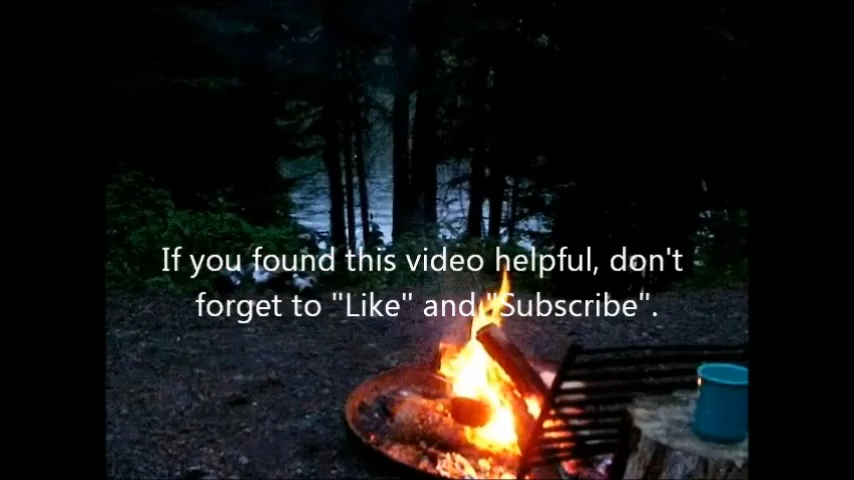 If you found this video helpful, don't
forget to "Like" and "Subscribe".